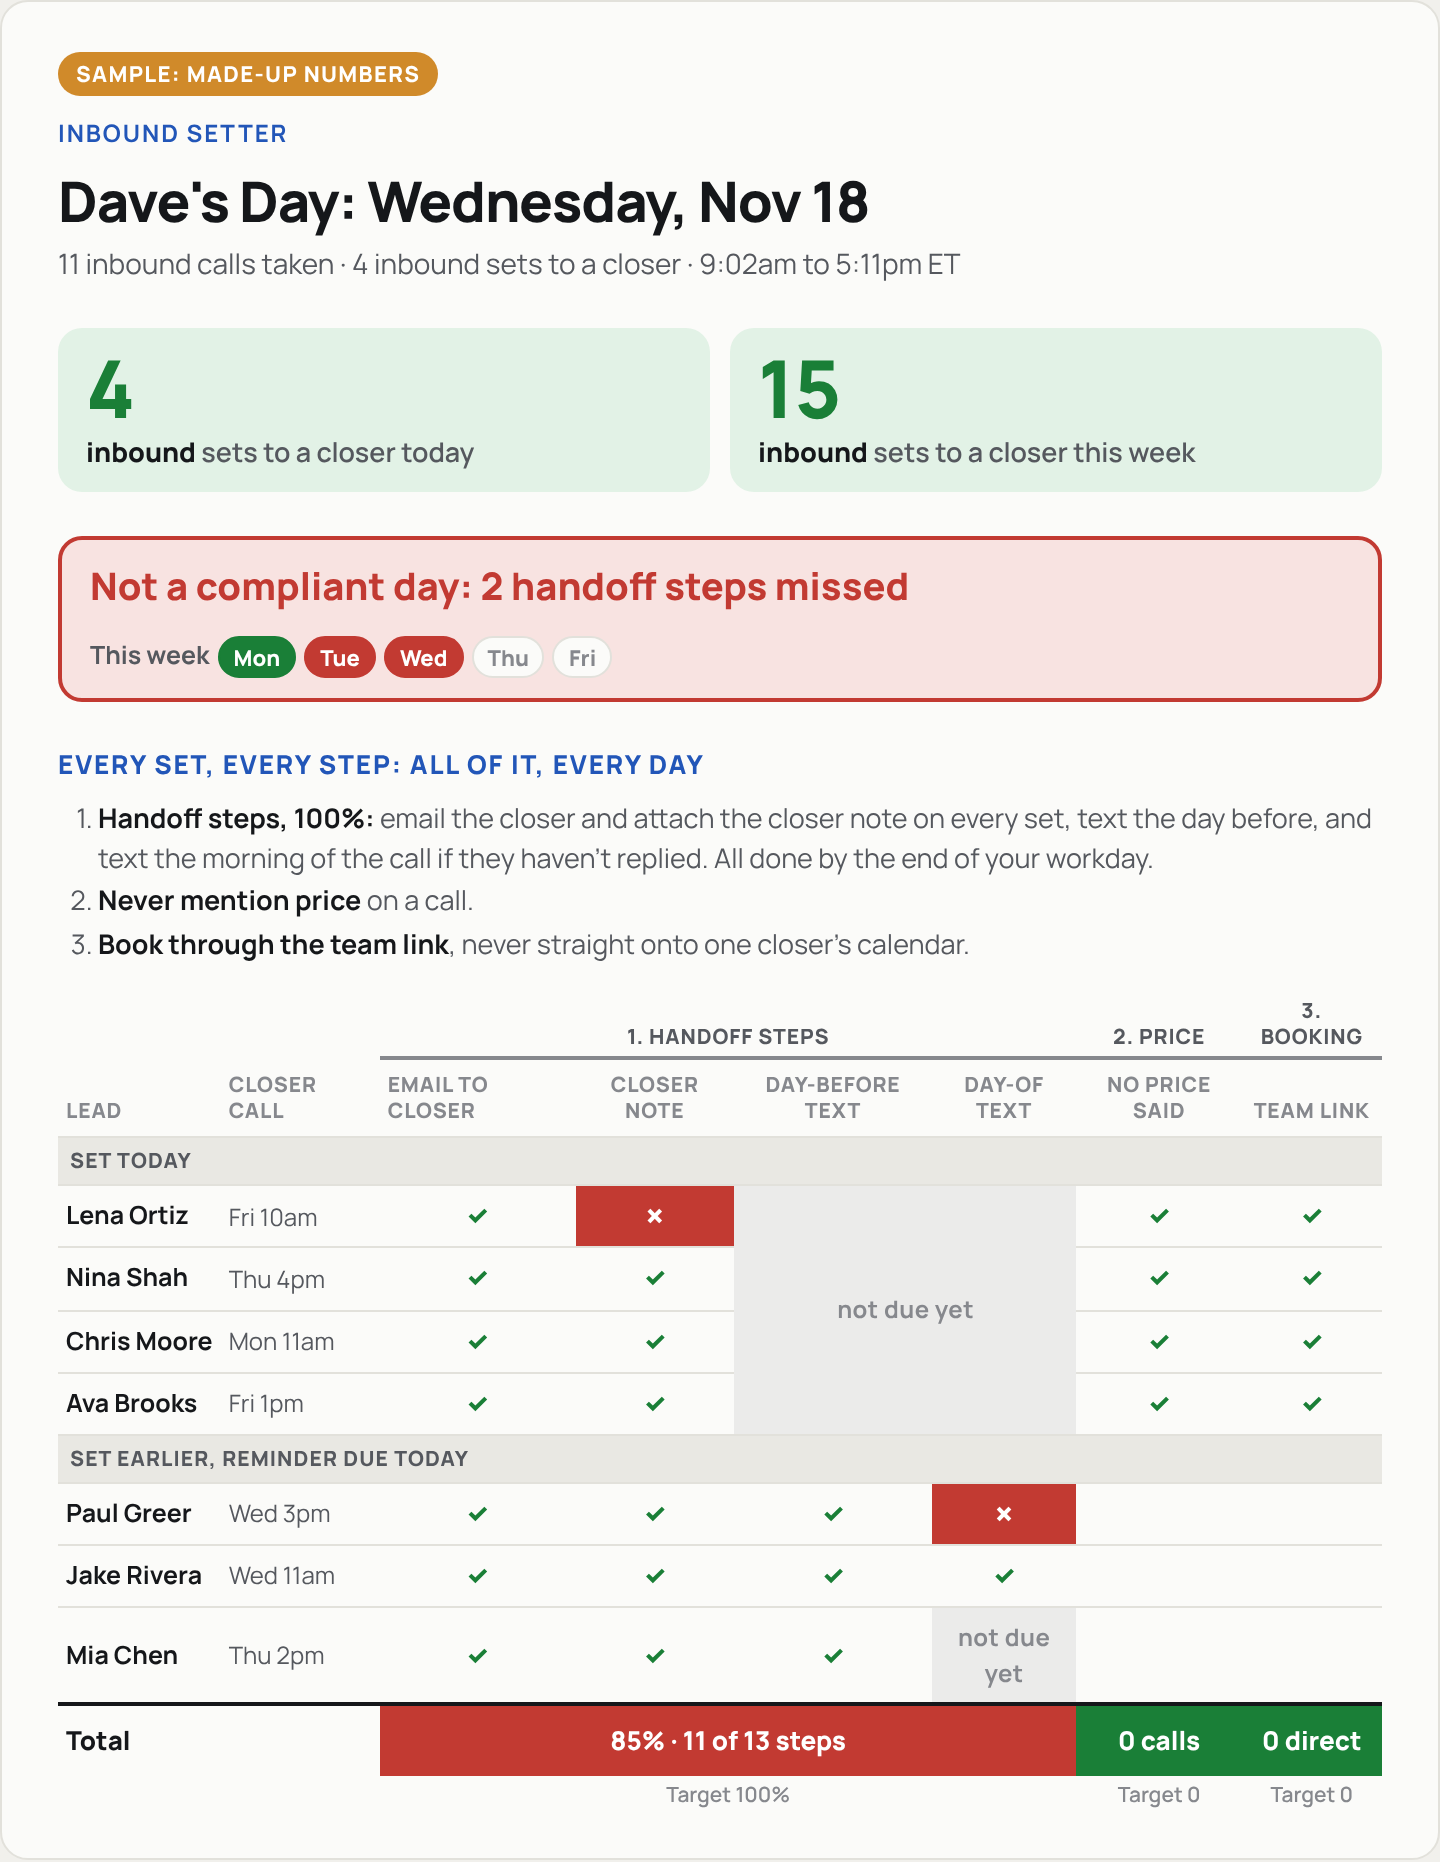 SAMPLE: MADE-UP NUMBERS
INBOUND SETTER
Dave's Day: Wednesday, Nov 18
11 inbound calls taken · 4 inbound sets to a closer · 9:02am to 5:11pm ET
4
inbound sets to a closer today
15
inbound sets to a closer this week
Not a compliant day: 2 handoff steps missed
This week Mon Tue Wed Thu Fri
EVERY SET, EVERY STEP: ALL OF IT, EVERY DAY
1. Handoff steps, 100%: email the closer and attach the closer note on every set, text the day before, and
text the morning of the call if they haven’t replied. All done by the end of your workday.
2. Never mention price on a call.
3. Book through the team link, never straight onto one closer’s calendar.
1. HANDOFF STEPS 2. PRICE 3. BOOKING
LEAD CLOSER CALL EMAIL TO CLOSER CLOSER NOTE DAY-BEFORE TEXT DAY-OF TEXT NO PRICE SAID TEAM LINK
SET TODAY
Lena Ortiz Fri 10am ✓ × ✓ ✓
Nina Shah Thu 4pm ✓ ✓ ✓ ✓
not due yet
Chris Moore Mon 11am ✓ ✓ ✓ ✓
Ava Brooks Fri 1pm ✓ ✓ ✓ ✓
SET EARLIER, REMINDER DUE TODAY
Paul Greer Wed 3pm ✓ ✓ ✓ ×
Jake Rivera Wed 11am ✓ ✓ ✓ ✓
Mia Chen Thu 2pm ✓ ✓ ✓ not due yet
Total 85% · 11 of 13 steps 0 calls 0 direct
Target 100% Target 0 Target 0